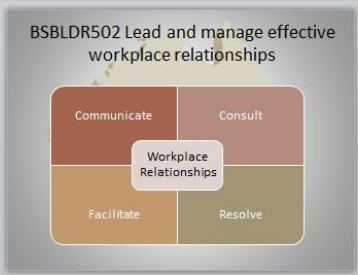 BSBLDR502 Lead and manage effective
workplace relationships
Communicate
Consult
Workplace
Relationships
Facilitate
Resolve